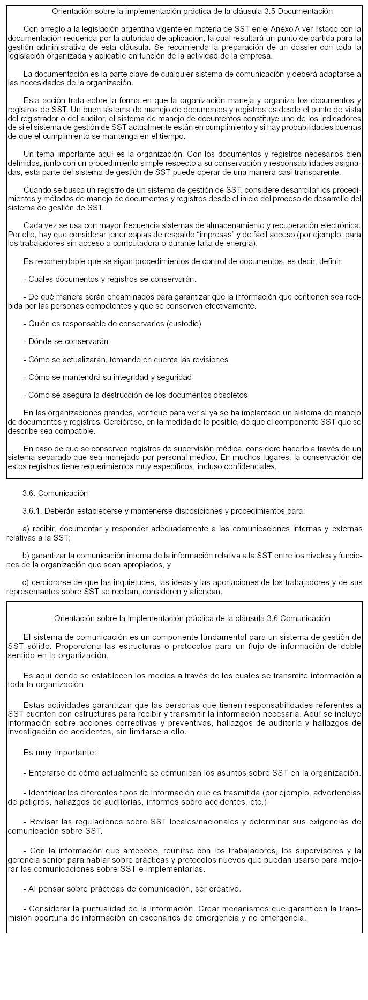 Orientación sobre la implementación práctica de la cláusula 3.5 Documentación
Con arreglo a la legislación argentina vigente en materia de SST en el Anexo A ver listado con la
documentación requerida por la autoridad de aplicación, la cual resultará un punto de partida para la
gestión administrativa de esta cláusula. Se recomienda la preparación de un dossier con toda la
legislación organizada y aplicable en función de la actividad de la empresa.
La documentación es la parte clave de cualquier sistema de comunicación y deberá adaptarse a
las necesidades de la organización.
Esta acción trata sobre la forma en que la organización maneja y organiza los documentos y
registros de SST. Un buen sistema de manejo de documentos y registros es desde el punto de vista
del registrador o del auditor, el sistema de manejo de documentos constituye uno de los indicadores
de si el sistema de gestión de SST actualmente están en cumplimiento y si hay probabilidades buenas
de que el cumplimiento se mantenga en el tiempo.
Un tema importante aquí es la organización. Con los documentos y registros necesarios bien
definidos, junto con un procedimiento simple respecto a su conservación y responsabilidades asigna-
das, esta parte del sistema de gestión de SST puede operar de una manera casi transparente.
Cuando se busca un registro de un sistema de gestión de SST, considere desarrollar los procedi-
mientos y métodos de manejo de documentos y registros desde el inicio del proceso de desarrollo del
sistema de gestión de SST.
Cada vez se usa con mayor frecuencia sistemas de almacenamiento y recuperación electrónica.
Por ello, hay que considerar tener copias de respaldo “impresas” y de fácil acceso (por ejemplo, para
los trabajadores sin acceso a computadora o durante falta de energía).
Es recomendable que se sigan procedimientos de control de documentos, es decir, definir:
- Cuáles documentos y registros se conservarán.
- De qué manera serán encaminados para garantizar que la información que contienen sea reci-
bida por las personas competentes y que se conserven efectivamente.
- Quién es responsable de conservarlos (custodio)
- Dónde se conservarán
- Cómo se actualizarán, tomando en cuenta las revisiones
- Cómo se mantendrá su integridad y seguridad
- Cómo se asegura la destrucción de los documentos obsoletos
En las organizaciones grandes, verifique para ver si ya se ha implantado un sistema de manejo
de documentos y registros. Cerciórese, en la medida de lo posible, de que el componente SST que se
describe sea compatible.
En caso de que se conserven registros de supervisión médica, considere hacerlo a través de un
sistema separado que sea manejado por personal médico. En muchos lugares, la conservación de
estos registros tiene requerimientos muy específicos, incluso confidenciales.
3.6. Comunicación
3.6.1. Deberán establecerse y mantenerse disposiciones y procedimientos para:
a) recibir, documentar y responder adecuadamente a las comunicaciones internas y externas
relativas a la SST;
b) garantizar la comunicación interna de la información relativa a la SST entre los niveles y funcio-
nes de la organización que sean apropiados, y
c) cerciorarse de que las inquietudes, las ideas y las aportaciones de los trabajadores y de sus
representantes sobre SST se reciban, consideren y atiendan.
Orientación sobre la Implementación práctica de la cláusula 3.6 Comunicación
El sistema de comunicación es un componente fundamental para un sistema de gestión de
SST sólido. Proporciona las estructuras o protocolos para un flujo de información de doble
sentido en la organización.
Es aquí donde se establecen los medios a través de los cuales se transmite información a
toda la organización.
Estas actividades garantizan que las personas que tienen responsabilidades referentes a
SST cuenten con estructuras para recibir y transmitir la información necesaria. Aquí se incluye
información sobre acciones correctivas y preventivas, hallazgos de auditoría y hallazgos de
investigación de accidentes, sin limitarse a ello.
Es muy importante:
- Enterarse de cómo actualmente se comunican los asuntos sobre SST en la organización.
- Identificar los diferentes tipos de información que es trasmitida (por ejemplo, advertencias
de peligros, hallazgos de auditorías, informes sobre accidentes, etc.)
- Revisar las regulaciones sobre SST locales/nacionales y determinar sus exigencias de
comunicación sobre SST.
- Con la información que antecede, reunirse con los trabajadores, los supervisores y la
gerencia senior para hablar sobre prácticas y protocolos nuevos que puedan usarse para mejo-
rar las comunicaciones sobre SST e implementarlas.
- Al pensar sobre prácticas de comunicación, ser creativo.
- Considerar la puntualidad de la información. Crear mecanismos que garanticen la trans-
misión oportuna de información en escenarios de emergencia y no emergencia.